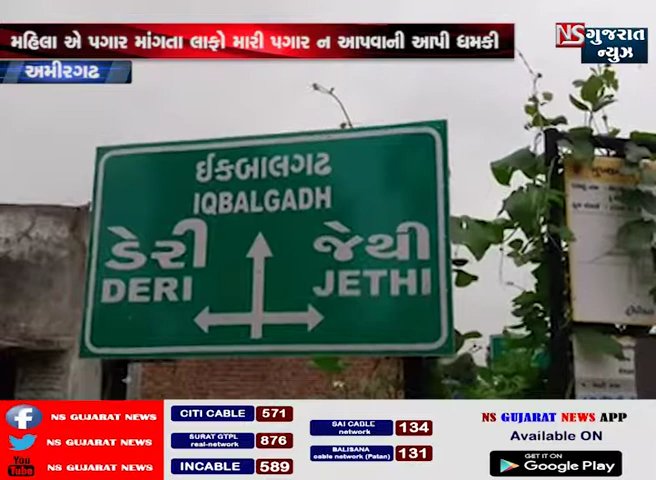 મહિલા એ પગાર માંગતા લાફો મારી પગાર ન આપવાની આપી ધમકી
અમીરગઢ
NS ગુજરાત
ન્યુઝ
ઈકબાલગઢ
IQBALGADH
ડેરી
DERI
જેથી
JETHI
NS GUJARAT NEWS
NS GUJARAT NEWS
You Tube NS GUJARAT NEWS
CITI CABLE 571
SURAT GTPL real-network 876
INCABLE 589
SAI CABLE network 134
BALISANA cable network (Patan) 131
NS GUJARAT NEWS APP
Available ON
GET IT ON
Google Play